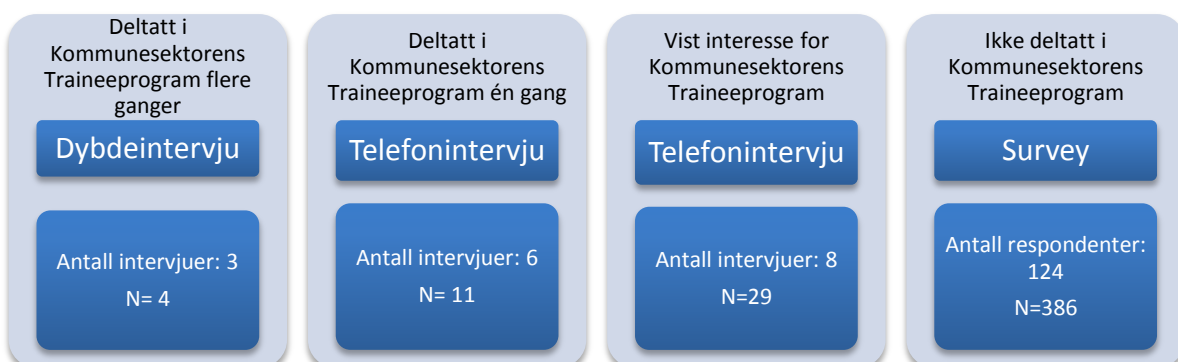 Deltatt i
Kommunesektorens
Traineeprogram flere
ganger
Dybdeintervju
Antall intervjuer: 3
N= 4
Deltatt i
Kommunesektorens
Traineeprogram én gang
Telefonintervju
Antall intervjuer: 6
N= 11
Vist interesse for
Kommunesektorens
Traineeprogram
Telefonintervju
Antall intervjuer: 8
N=29
Ikke deltatt i
Kommunesektorens
Traineeprogram
Survey
Antall respondenter:
124
N=386